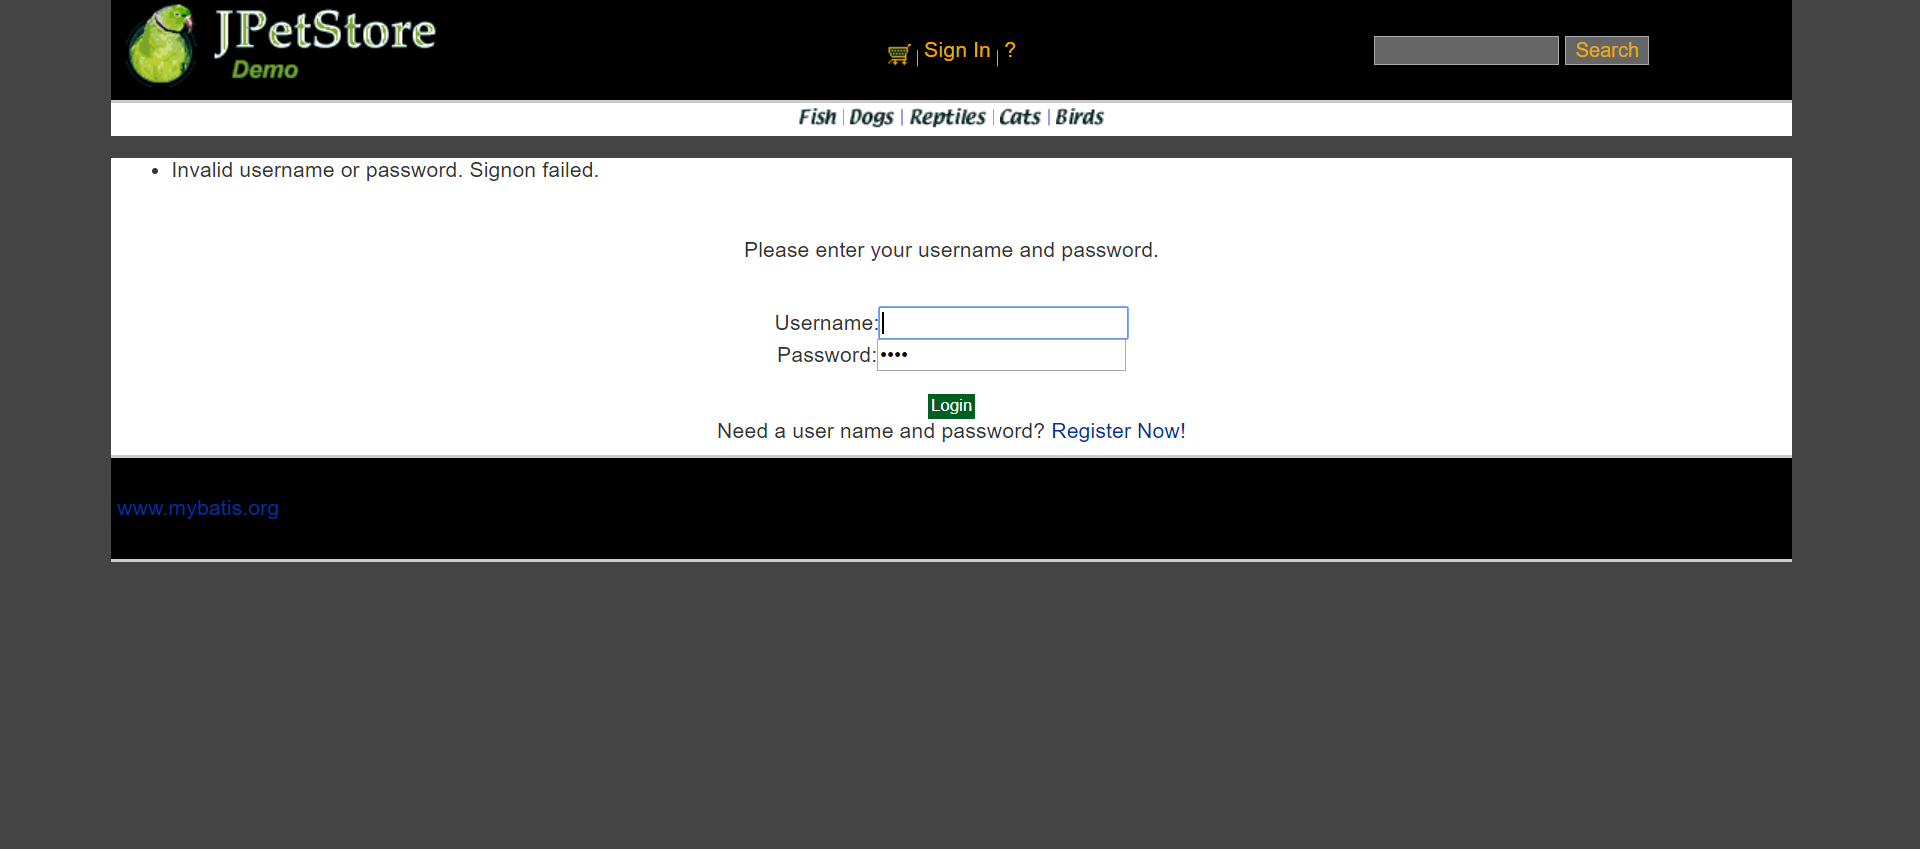 JPetStore
Demo
Sign In | ?
Search
Fish | Dogs | Reptiles | Cats | Birds
• Invalid username or password. Signon failed.
Please enter your username and password.
Username:
Password: ••••
Login
Need a user name and password? Register Now!
www.mybatis.org